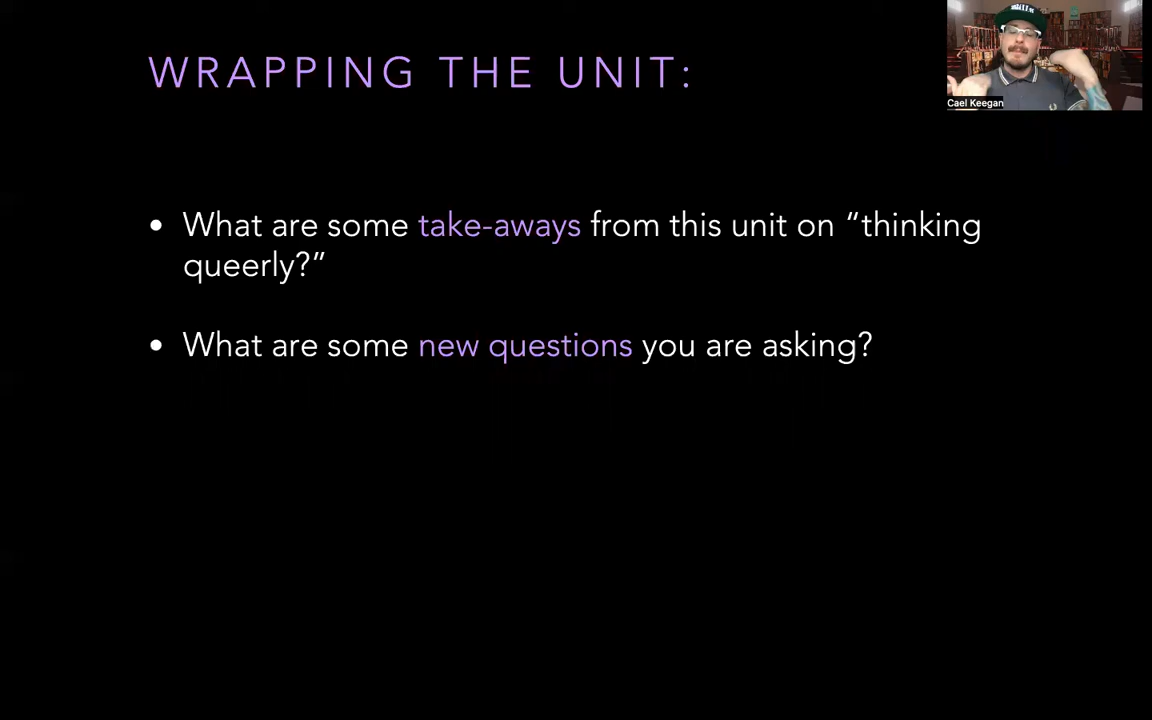 WRAPPING THE UNIT:
Cael Keegan
• What are some take-aways from this unit on “thinking
queerly?”
• What are some new questions you are asking?